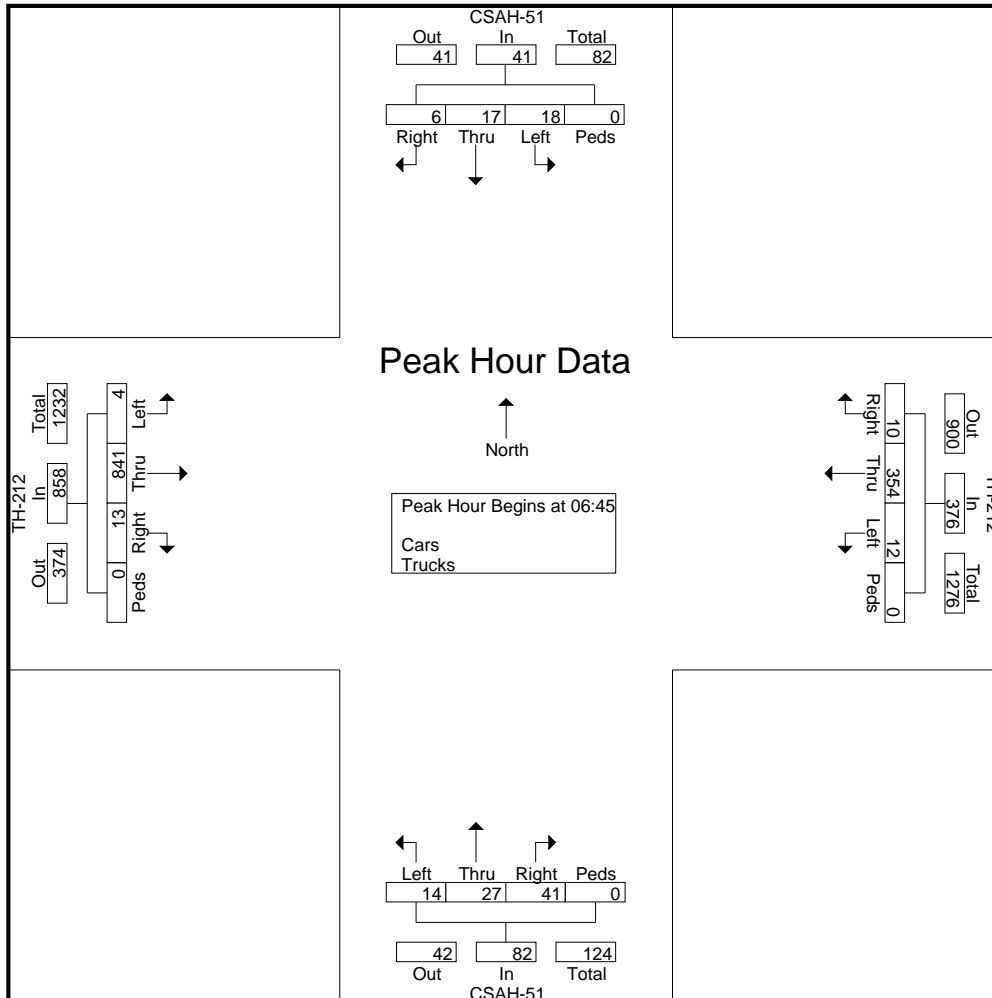 CSAH-51
Out In Total
41 41 82
6 17 18 0
Right Thru Left Peds
Peak Hour Data
North
Peak Hour Begins at 06:45
Cars
Trucks
TH-212
Total In Out
1232 858 374
4 841 13 0
Left Thru Right Peds
Out In Total
900 376 1276
10 354 12 0
Right Thru Left Peds
TH-212
Left Thru Right Peds
14 27 41 0
42 82 124
Out In Total
CSAH-51